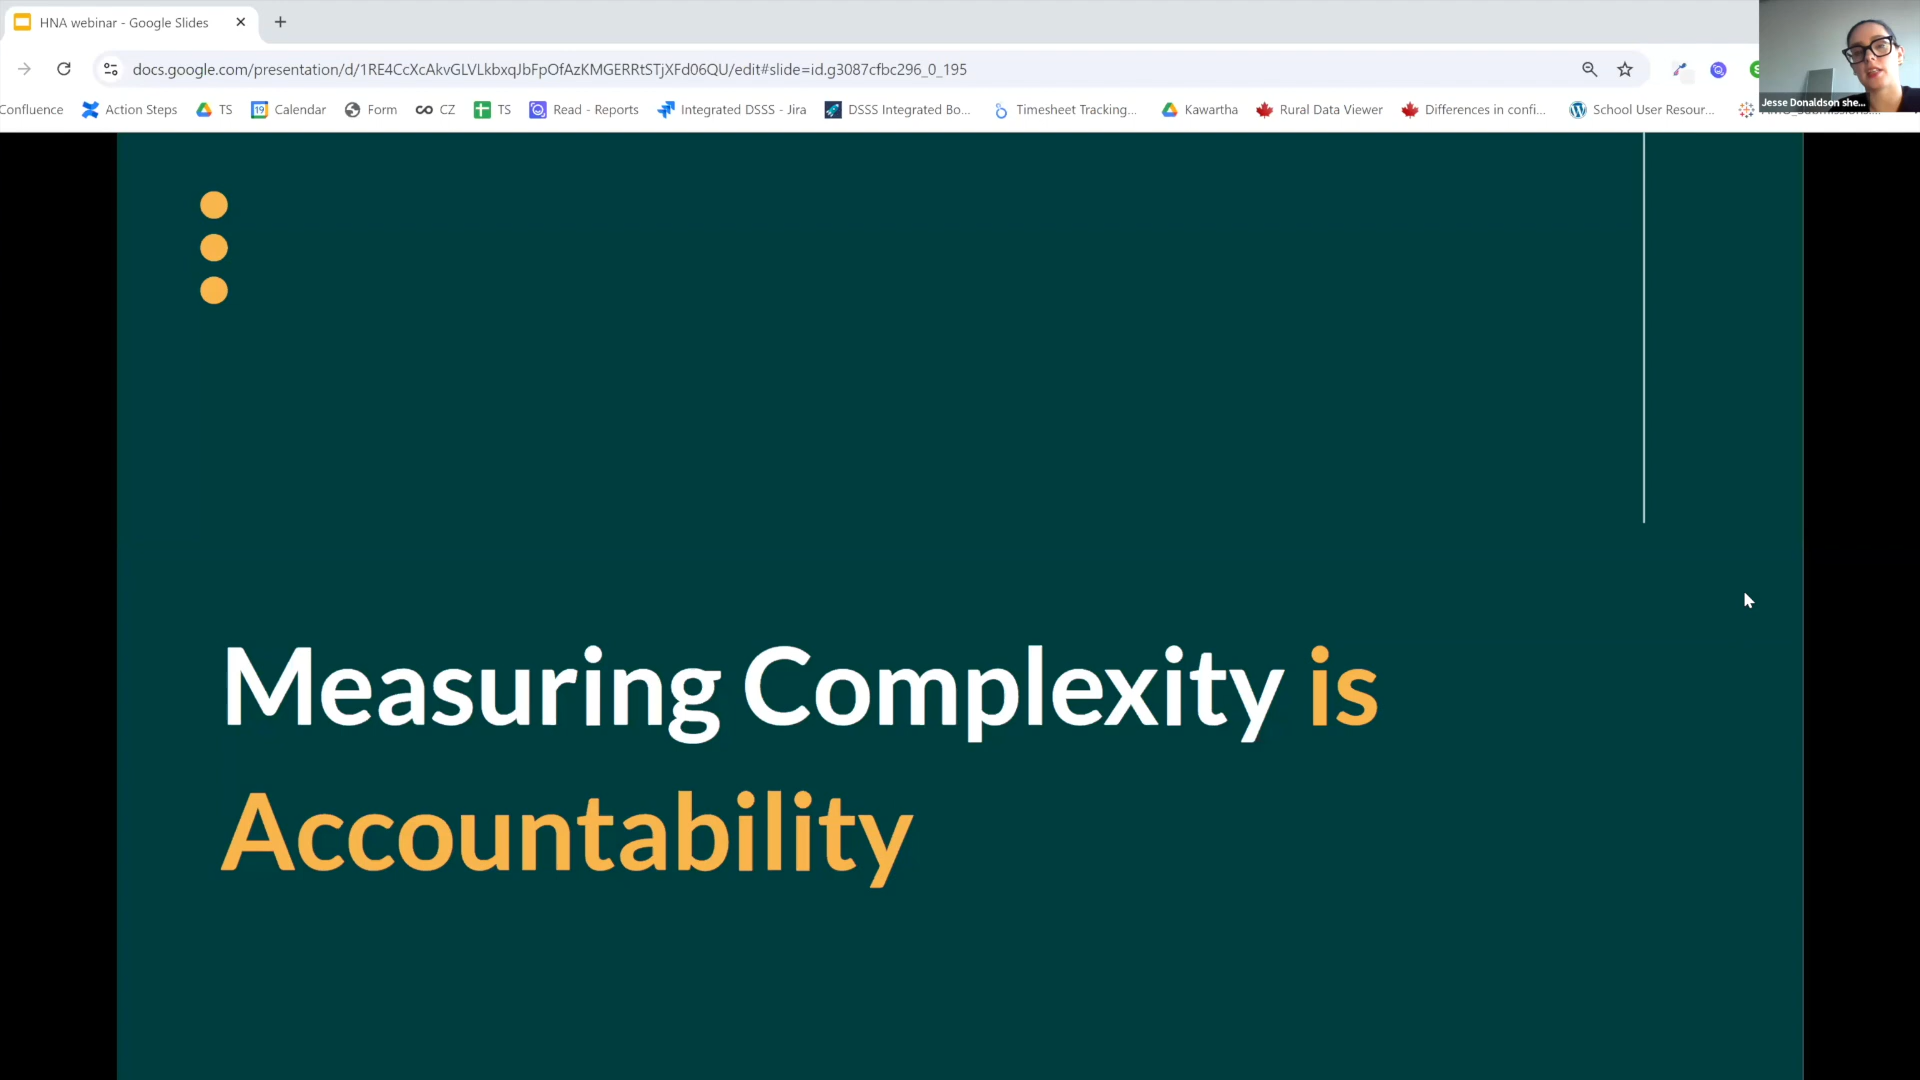 HNA webinar - Google Slides
docs.google.com/presentation/d/1RE4CcXcAkvGLVLkbxqJbFpOfAzKMGERRtSTjXFd06QU/edit#slide=id.g3087cfbc296_0_195
Confluence Action Steps TS 19 Calendar Form CZ TS Read - Reports Integrated DSSS - Jira DSSS Integrated Bo... Timesheet Tracking... Kawartha Rural Data Viewer Differences in confi... School User Resour...
Jesse Donaldson she...
Measuring Complexity is
Accountability